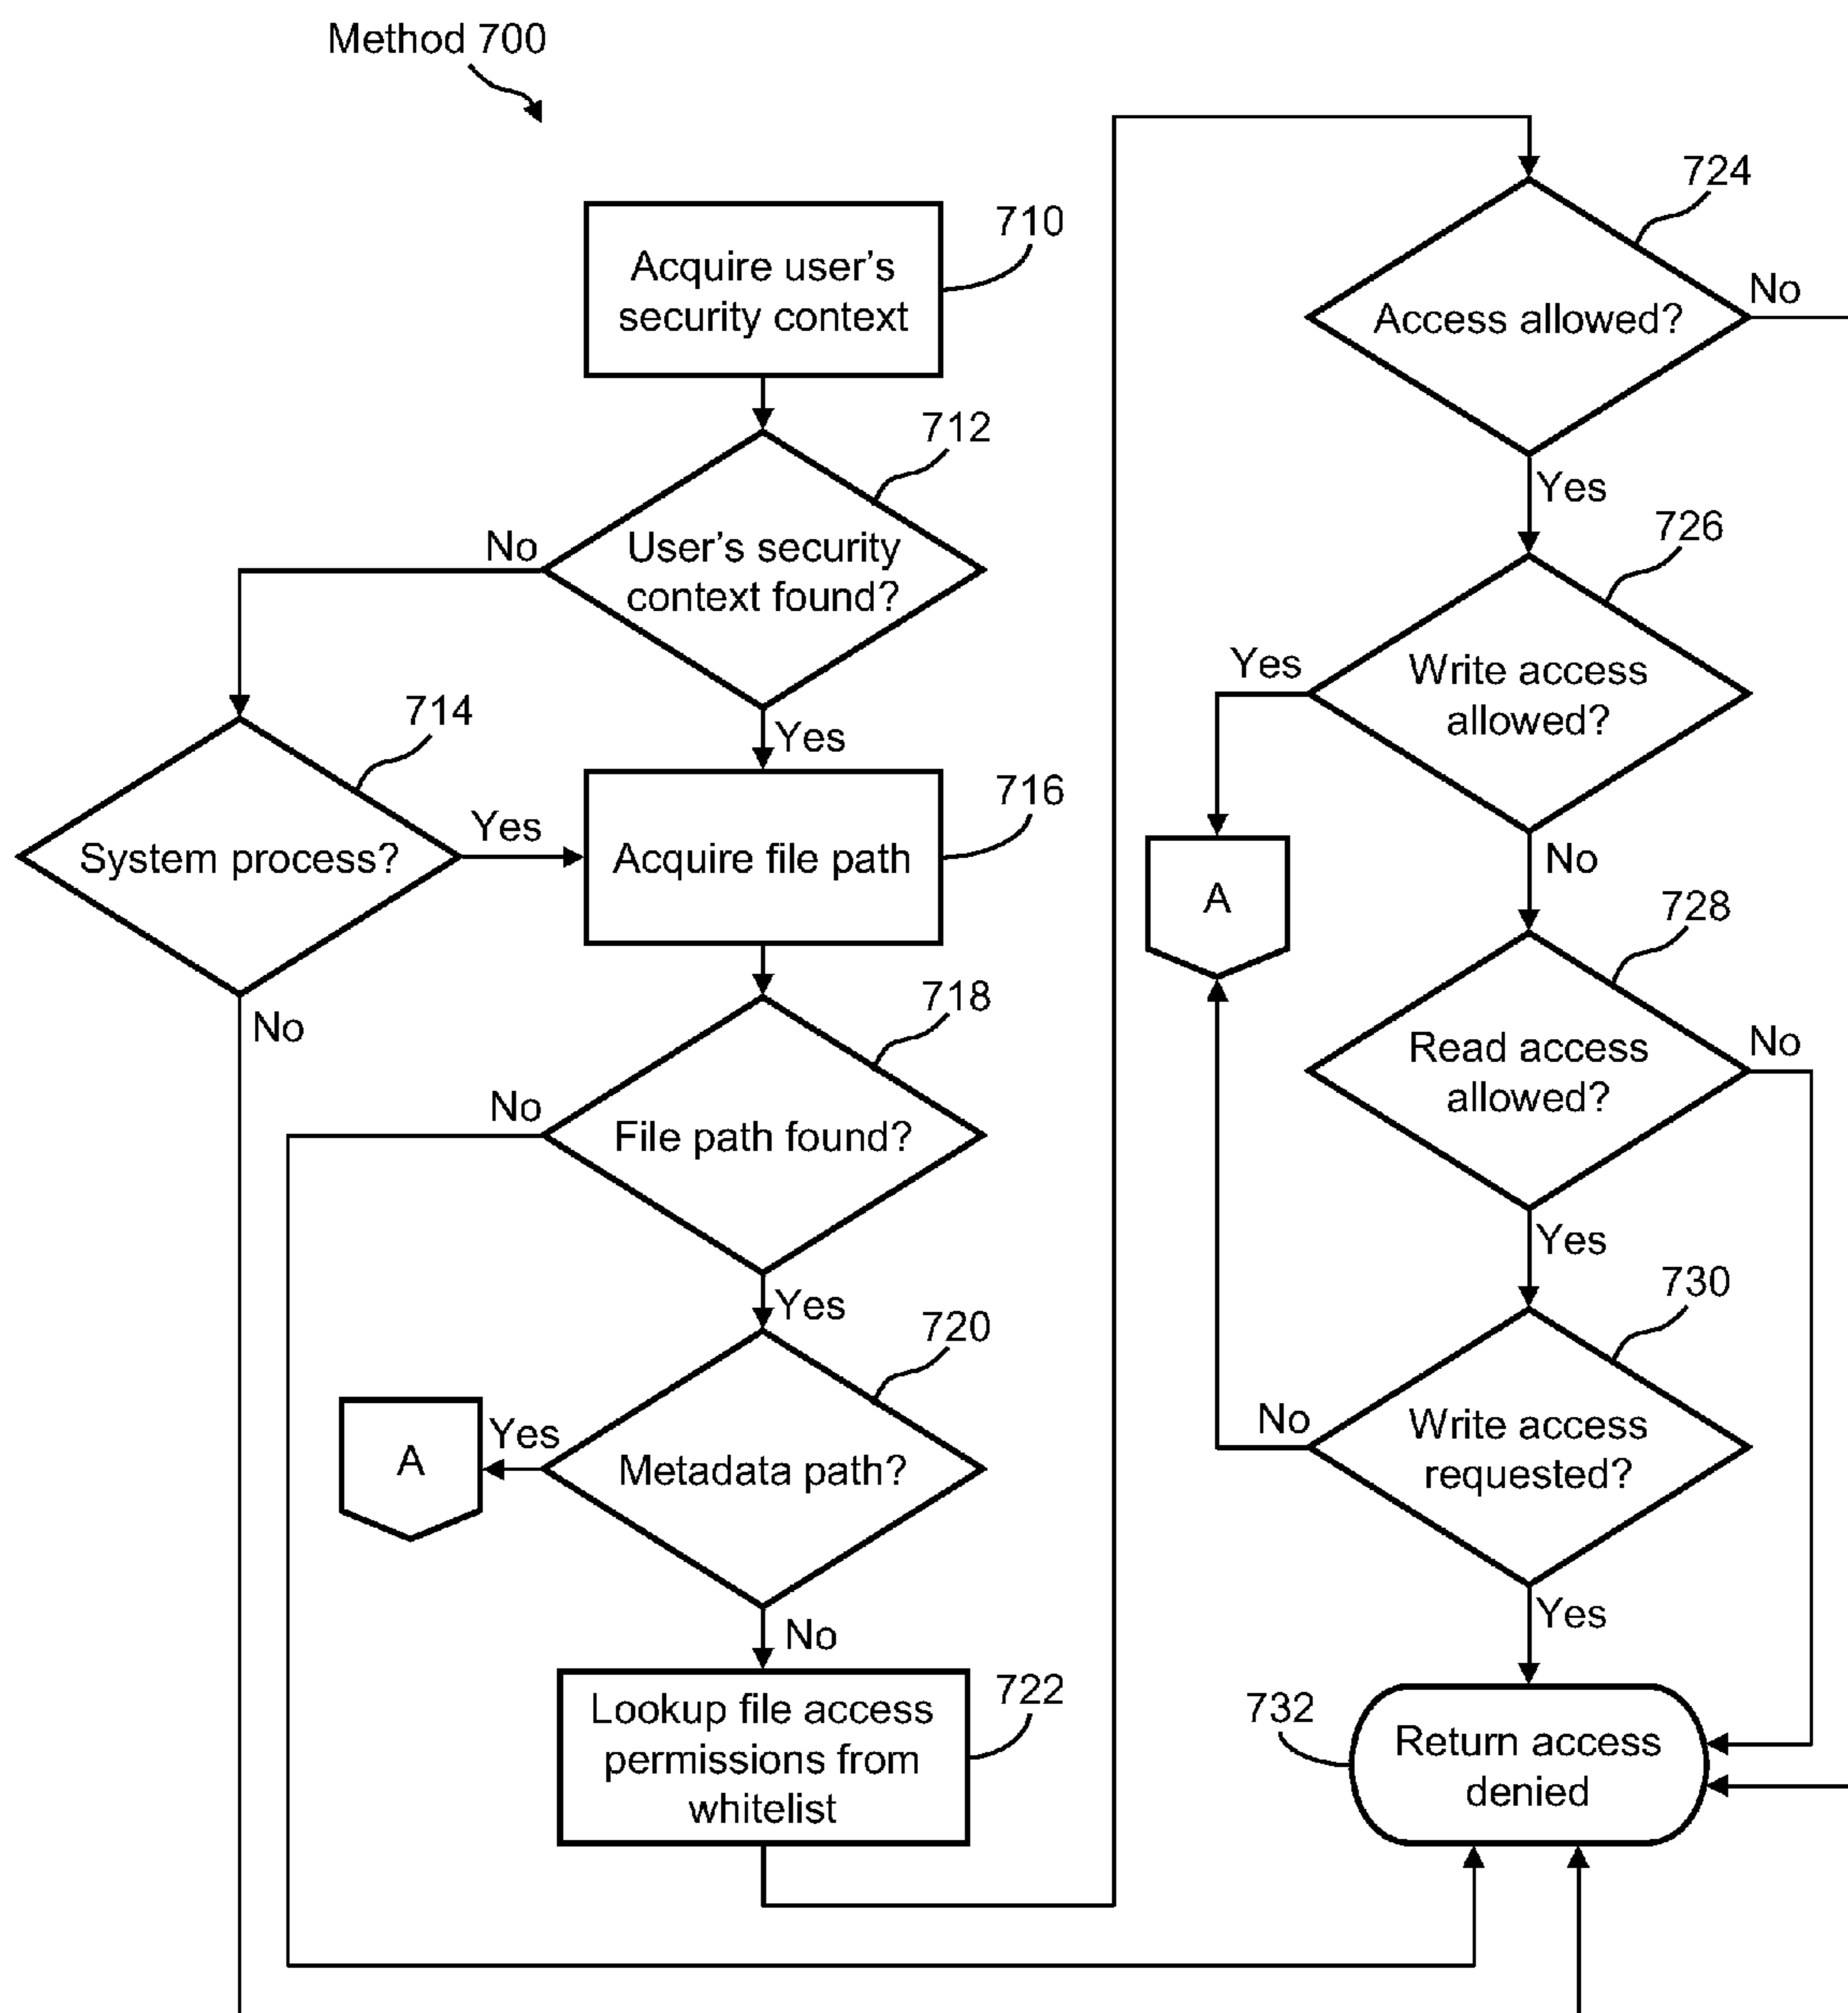 Method 700
710
Acquire user's
security context
712
User's security
context found?
No
Yes
714
System process?
Yes
No
716
Acquire file path
718
File path found?
No
Yes
720
Metadata path?
Yes
A
No
722
Lookup file access
permissions from
whitelist
724
Access allowed?
No
Yes
726
Write access
allowed?
Yes
A
No
728
Read access
allowed?
No
Yes
730
Write access
requested?
No
Yes
732
Return access
denied